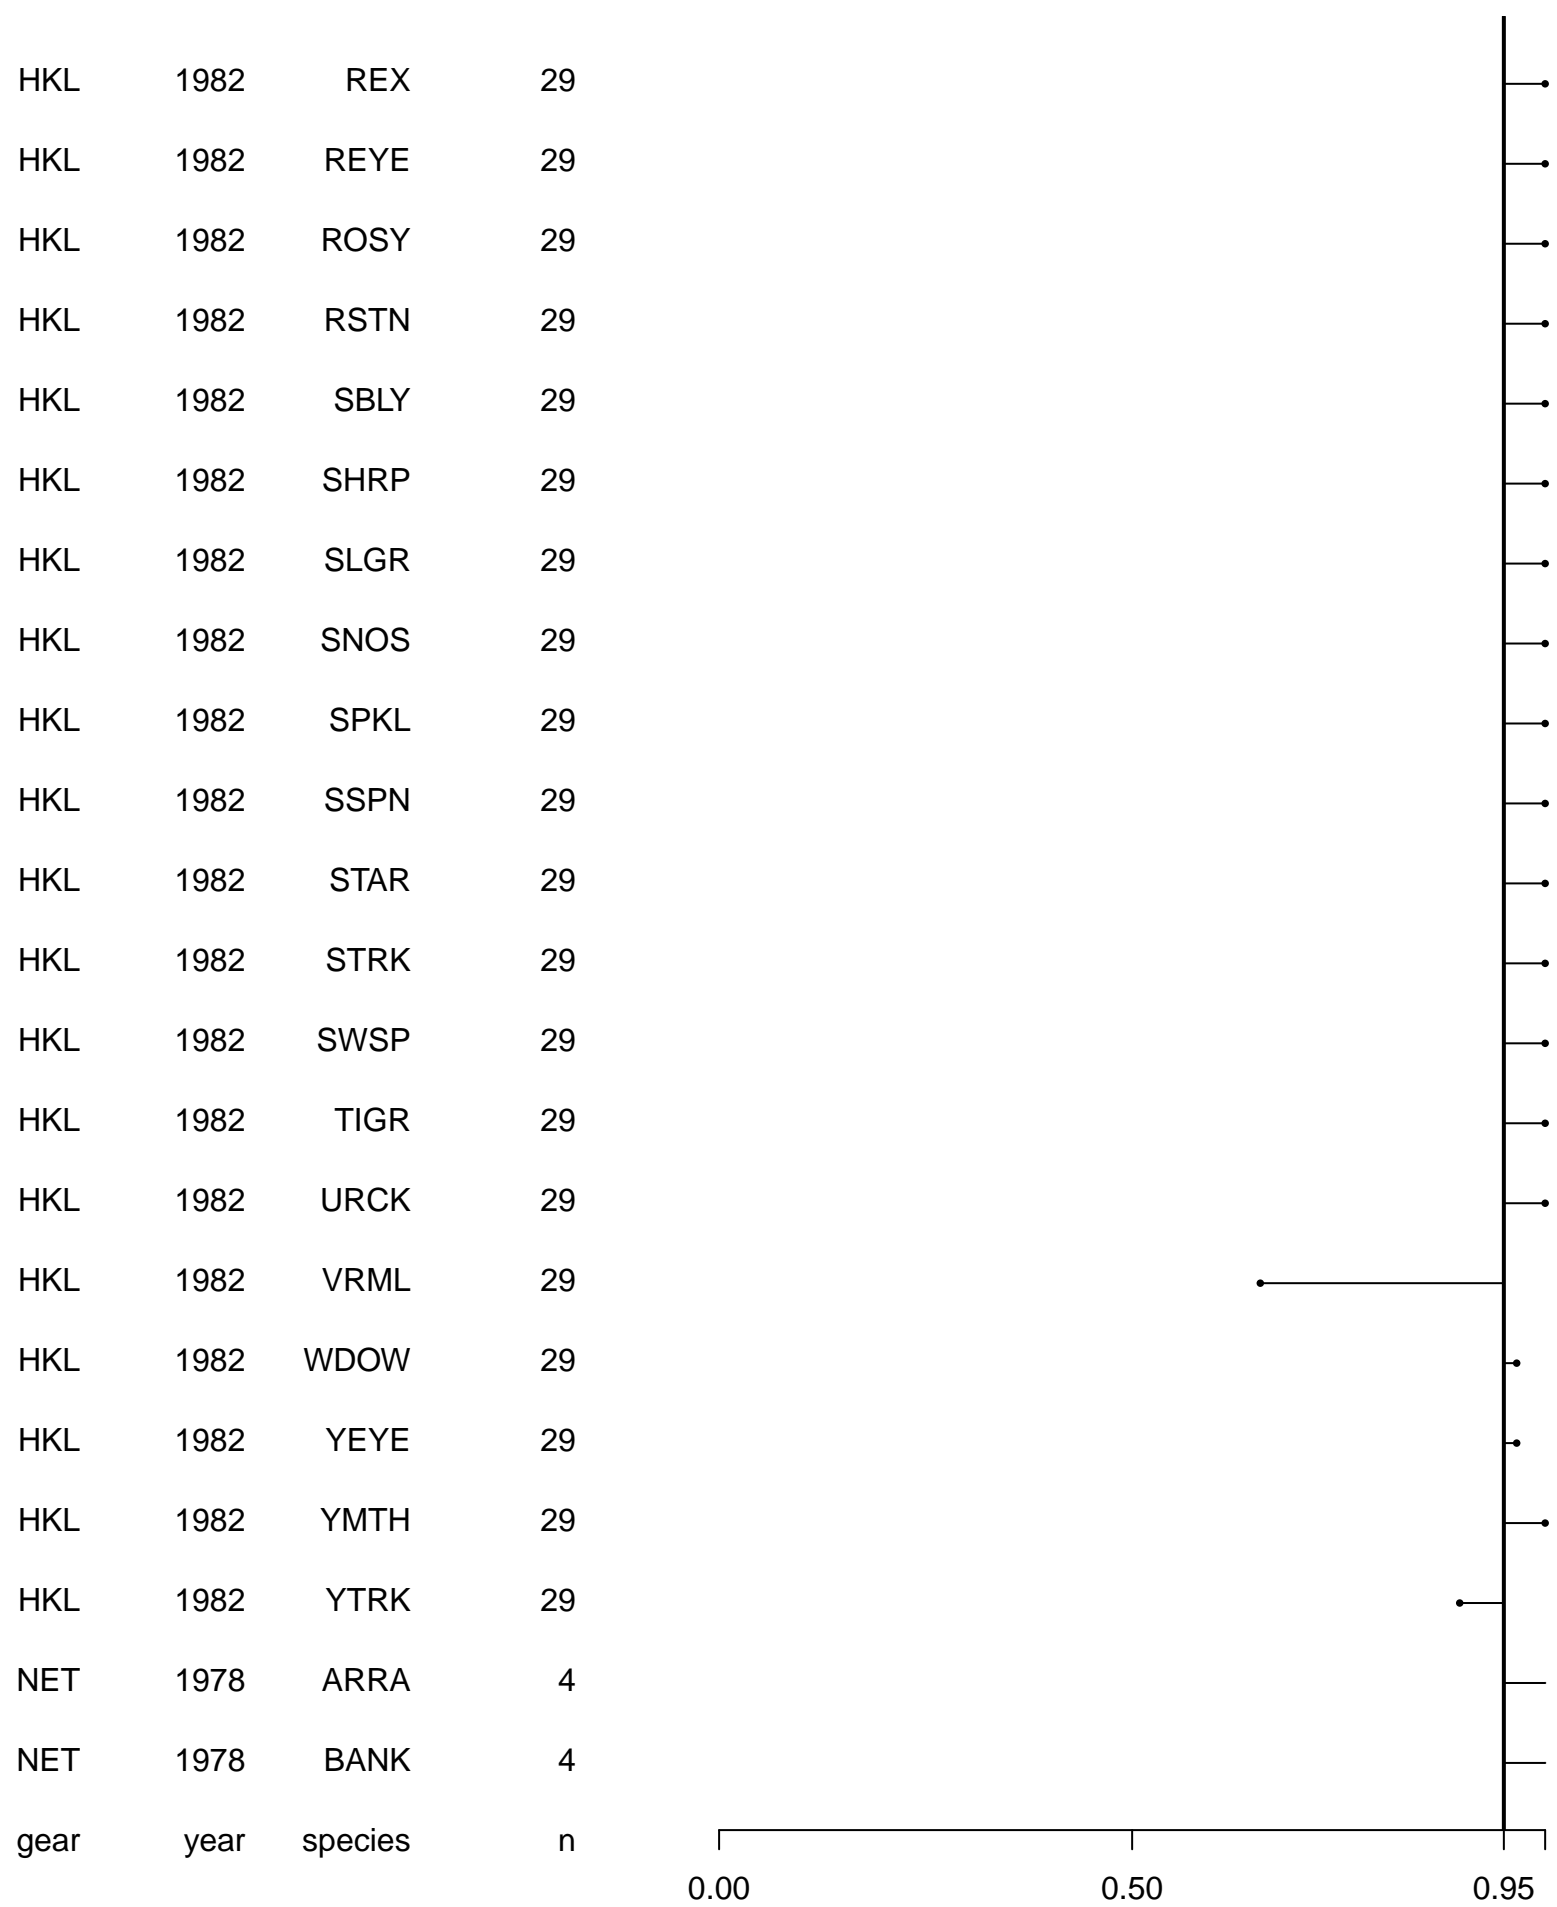 HKL 1982 REX 29
HKL 1982 REYE 29
HKL 1982 ROSY 29
HKL 1982 RSTN 29
HKL 1982 SBLY 29
HKL 1982 SHRP 29
HKL 1982 SLGR 29
HKL 1982 SNOS 29
HKL 1982 SPKL 29
HKL 1982 SSPN 29
HKL 1982 STAR 29
HKL 1982 STRK 29
HKL 1982 SWSP 29
HKL 1982 TIGR 29
HKL 1982 URCK 29
HKL 1982 VRML 29
HKL 1982 WDOW 29
HKL 1982 YEYE 29
HKL 1982 YMTH 29
HKL 1982 YTRK 29
NET 1978 ARRA 4
NET 1978 BANK 4
gear year species n
0.00 0.50 0.95